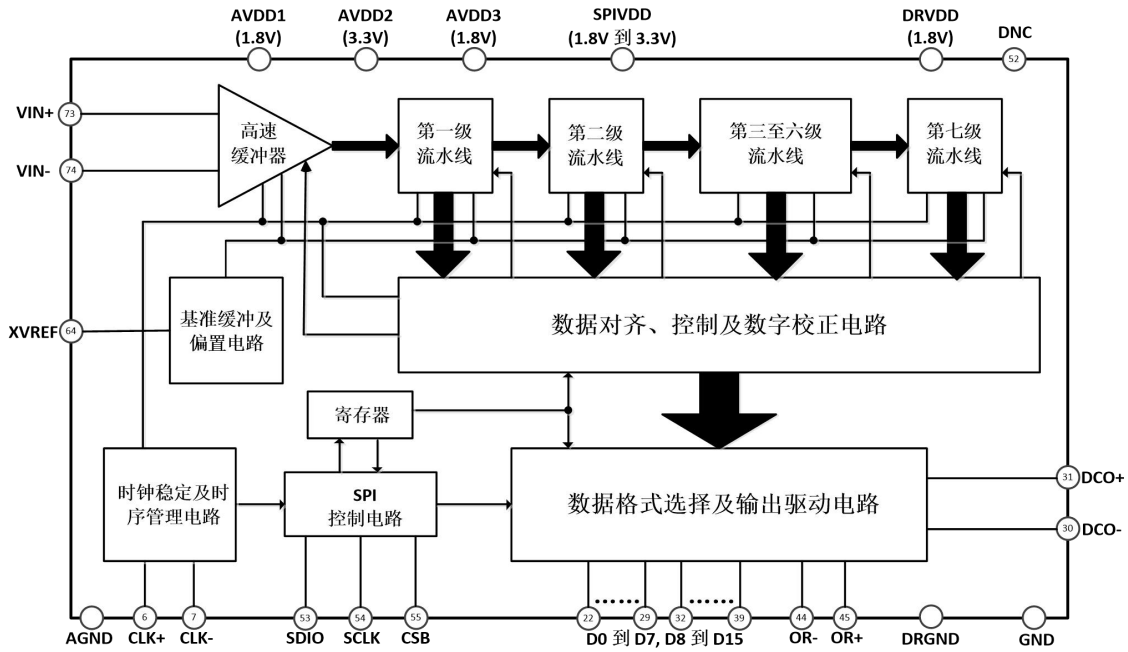 AVDD1
(1.8V)
AVDD2
(3.3V)
AVDD3
(1.8V)
SPIVDD
(1.8V 到 3.3V)
DRVDD
(1.8V)
DNC
52
VIN+
73
VIN-
74
高速
缓冲器
第一级
流水线
第二级
流水线
第三至六级
流水线
第七级
流水线
XVREF
64
基准缓冲及
偏置电路
数据对齐、控制及数字校正电路
寄存器
时钟稳定及时
序管理电路
SPI
控制电路
数据格式选择及输出驱动电路
31
DCO+
30
DCO-
6
7
53
54
55
22
......
29
32
......
39
44
45
AGND
CLK+
CLK-
SDIO
SCLK
CSB
D0 到 D7, D8 到 D15
OR-
OR+
DRGND
GND